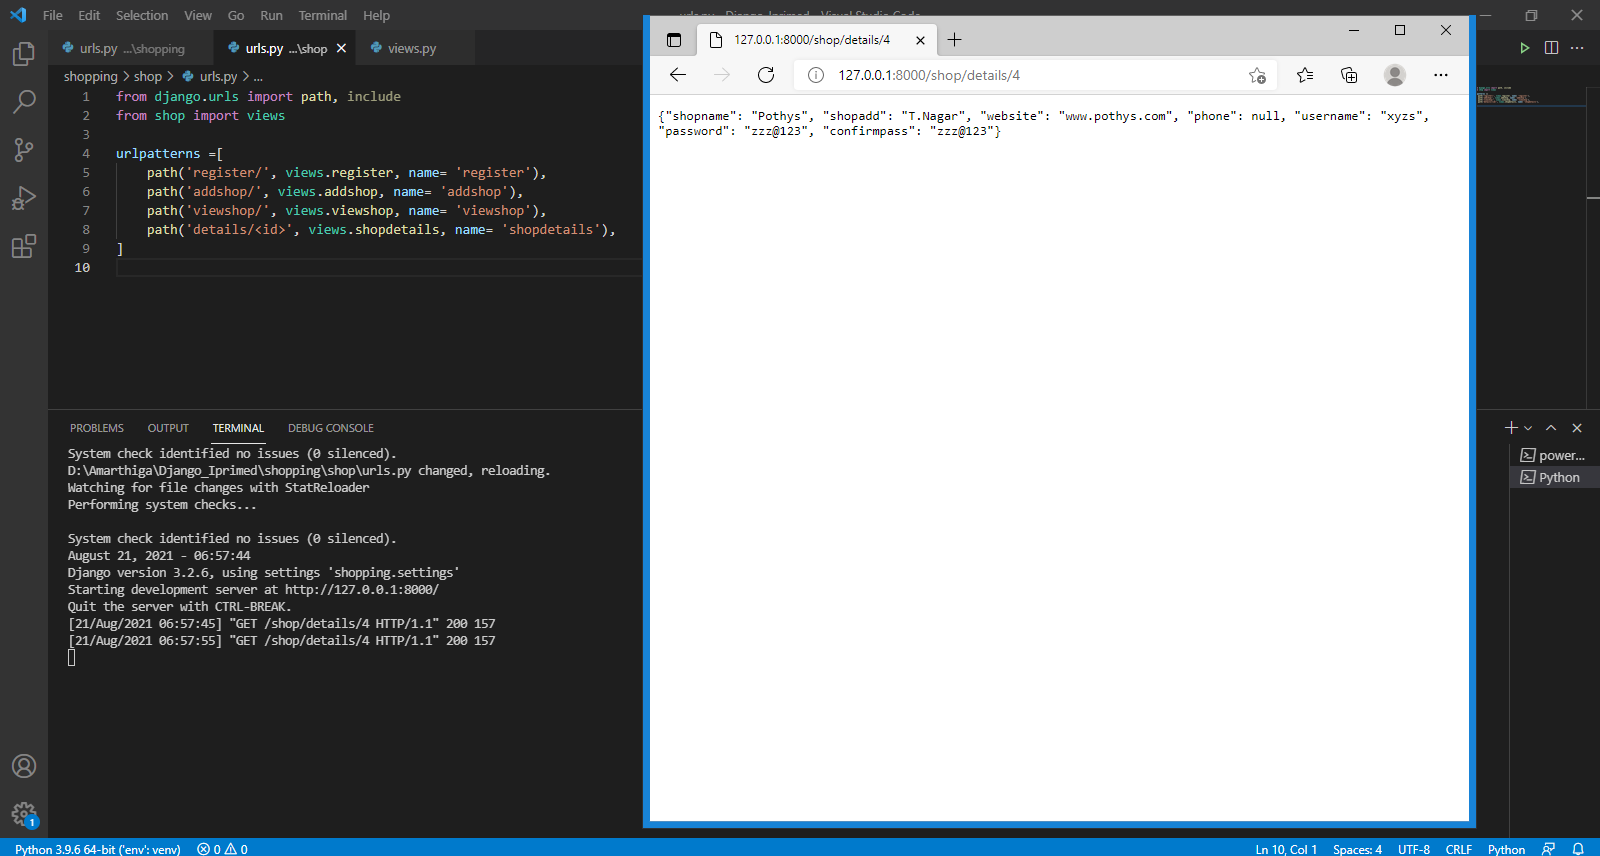 File Edit Selection View Go Run Terminal Help
urls.py ...\shopping urls.py ...\shop views.py
shopping > shop > urls.py > ...
1 from django.urls import path, include
2 from shop import views
3
4 urlpatterns =[
5 path('register/', views.register, name= 'register'),
6 path('addshop/', views.addshop, name= 'addshop'),
7 path('viewshop/', views.viewshop, name= 'viewshop'),
8 path('details/<id>', views.shopdetails, name= 'shopdetails'),
9 ]
10
PROBLEMS OUTPUT TERMINAL DEBUG CONSOLE
System check identified no issues (0 silenced).
D:\Amarthiga\Django_Iprimed\shopping\shop\urls.py changed, reloading.
Watching for file changes with StatReloader
Performing system checks...
System check identified no issues (0 silenced).
August 21, 2021 - 06:57:44
Django version 3.2.6, using settings 'shopping.settings'
Starting development server at http://127.0.0.1:8000/
Quit the server with CTRL-BREAK.
[21/Aug/2021 06:57:45] "GET /shop/details/4 HTTP/1.1" 200 157
[21/Aug/2021 06:57:55] "GET /shop/details/4 HTTP/1.1" 200 157
127.0.0.1:8000/shop/details/4
127.0.0.1:8000/shop/details/4
{"shopname": "Pothys", "shopadd": "T.Nagar", "website": "www.pothys.com", "phone": null, "username": "xyzs",
"password": "zzz@123", "confirmpass": "zzz@123"}
power...
Python
1
Python 3.9.6 64-bit ('env': venv) 0 0 Ln 10, Col 1 Spaces: 4 UTF-8 CRLF Python